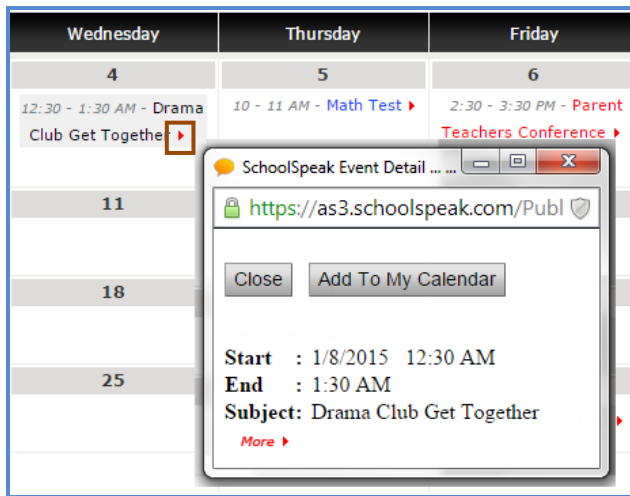 Wednesday Thursday Friday
4 5 6
12:30 - 1:30 AM - Drama
Club Get Together
10 - 11 AM - Math Test
2:30 - 3:30 PM - Parent
Teachers Conference
11
18
25
SchoolSpeak Event Detail ... ...
https://as3.schoolspeak.com/Publ
Close Add To My Calendar
Start : 1/8/2015 12:30 AM
End : 1:30 AM
Subject: Drama Club Get Together
More